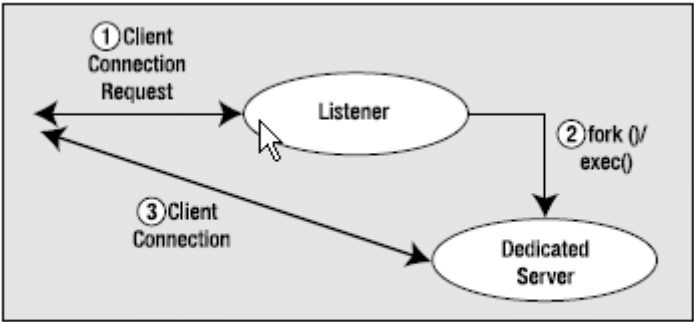 ①Client
Connection
Request
Listener
②fork ()/
exec()
③Client
Connection
Dedicated
Server